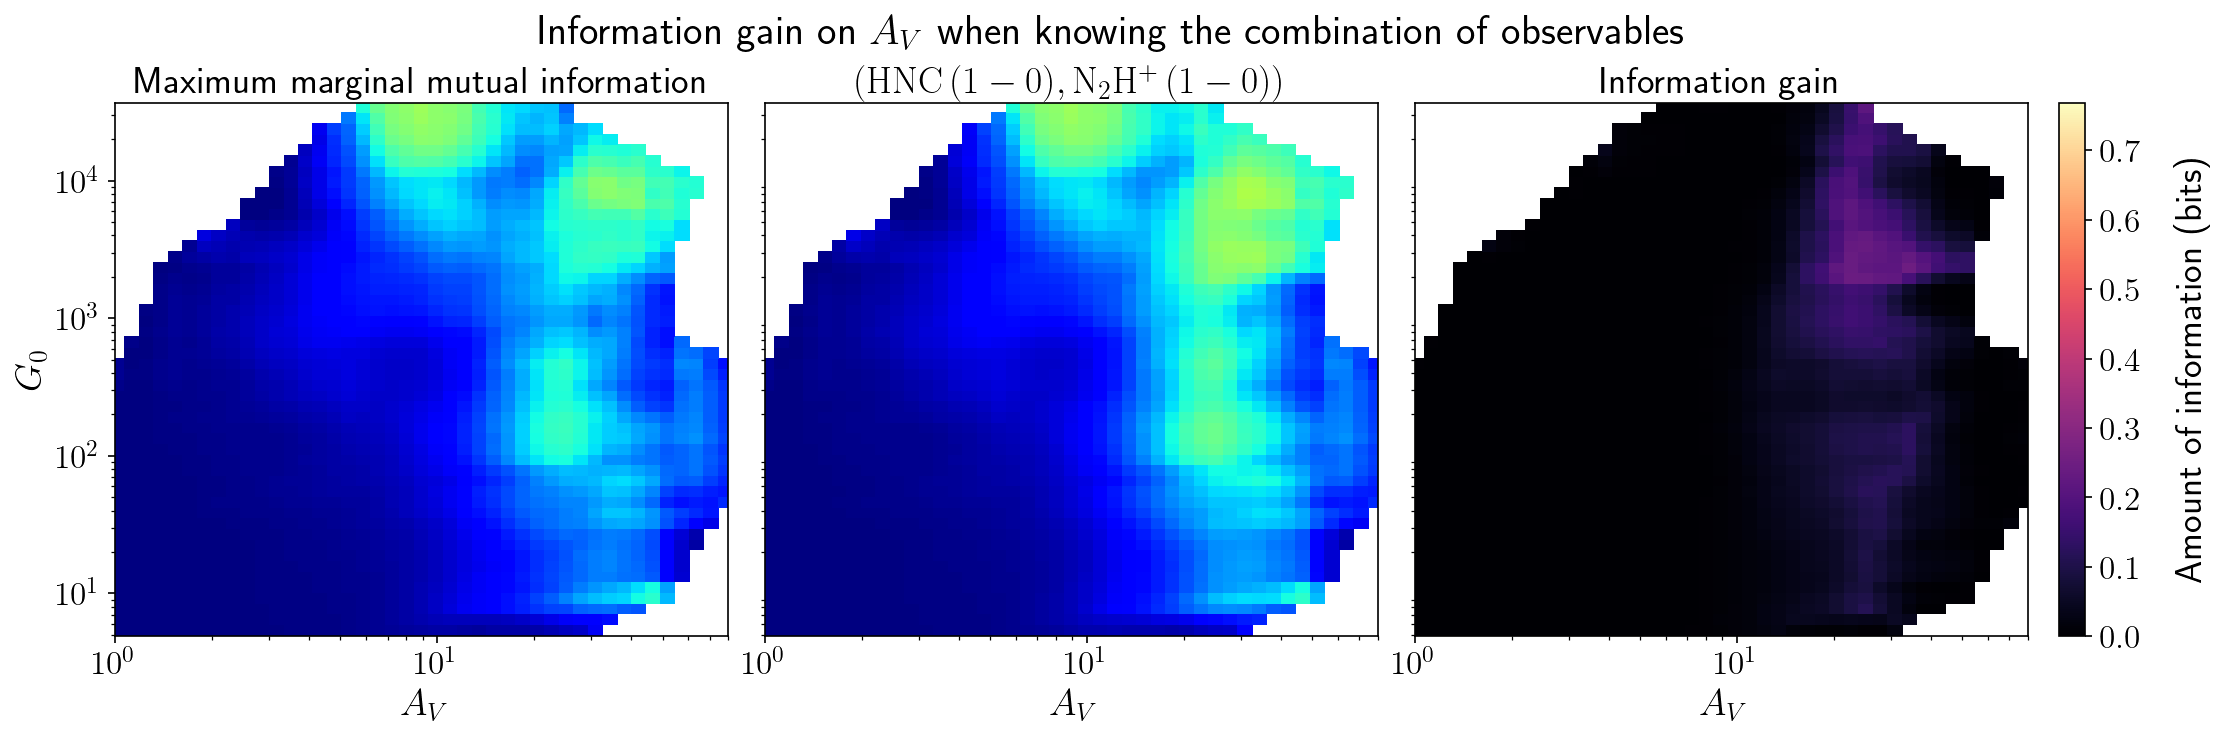 Information gain on A_V when knowing the combination of observables
Maximum marginal mutual information
(HNC (1 − 0), N₂H⁺ (1 − 0))
Information gain
G₀
10⁴
10³
10²
10¹
10⁰
10¹
A_V
10⁰
10¹
A_V
10⁰
10¹
A_V
0.7
0.6
0.5
0.4
0.3
0.2
0.1
0.0
Amount of information (bits)